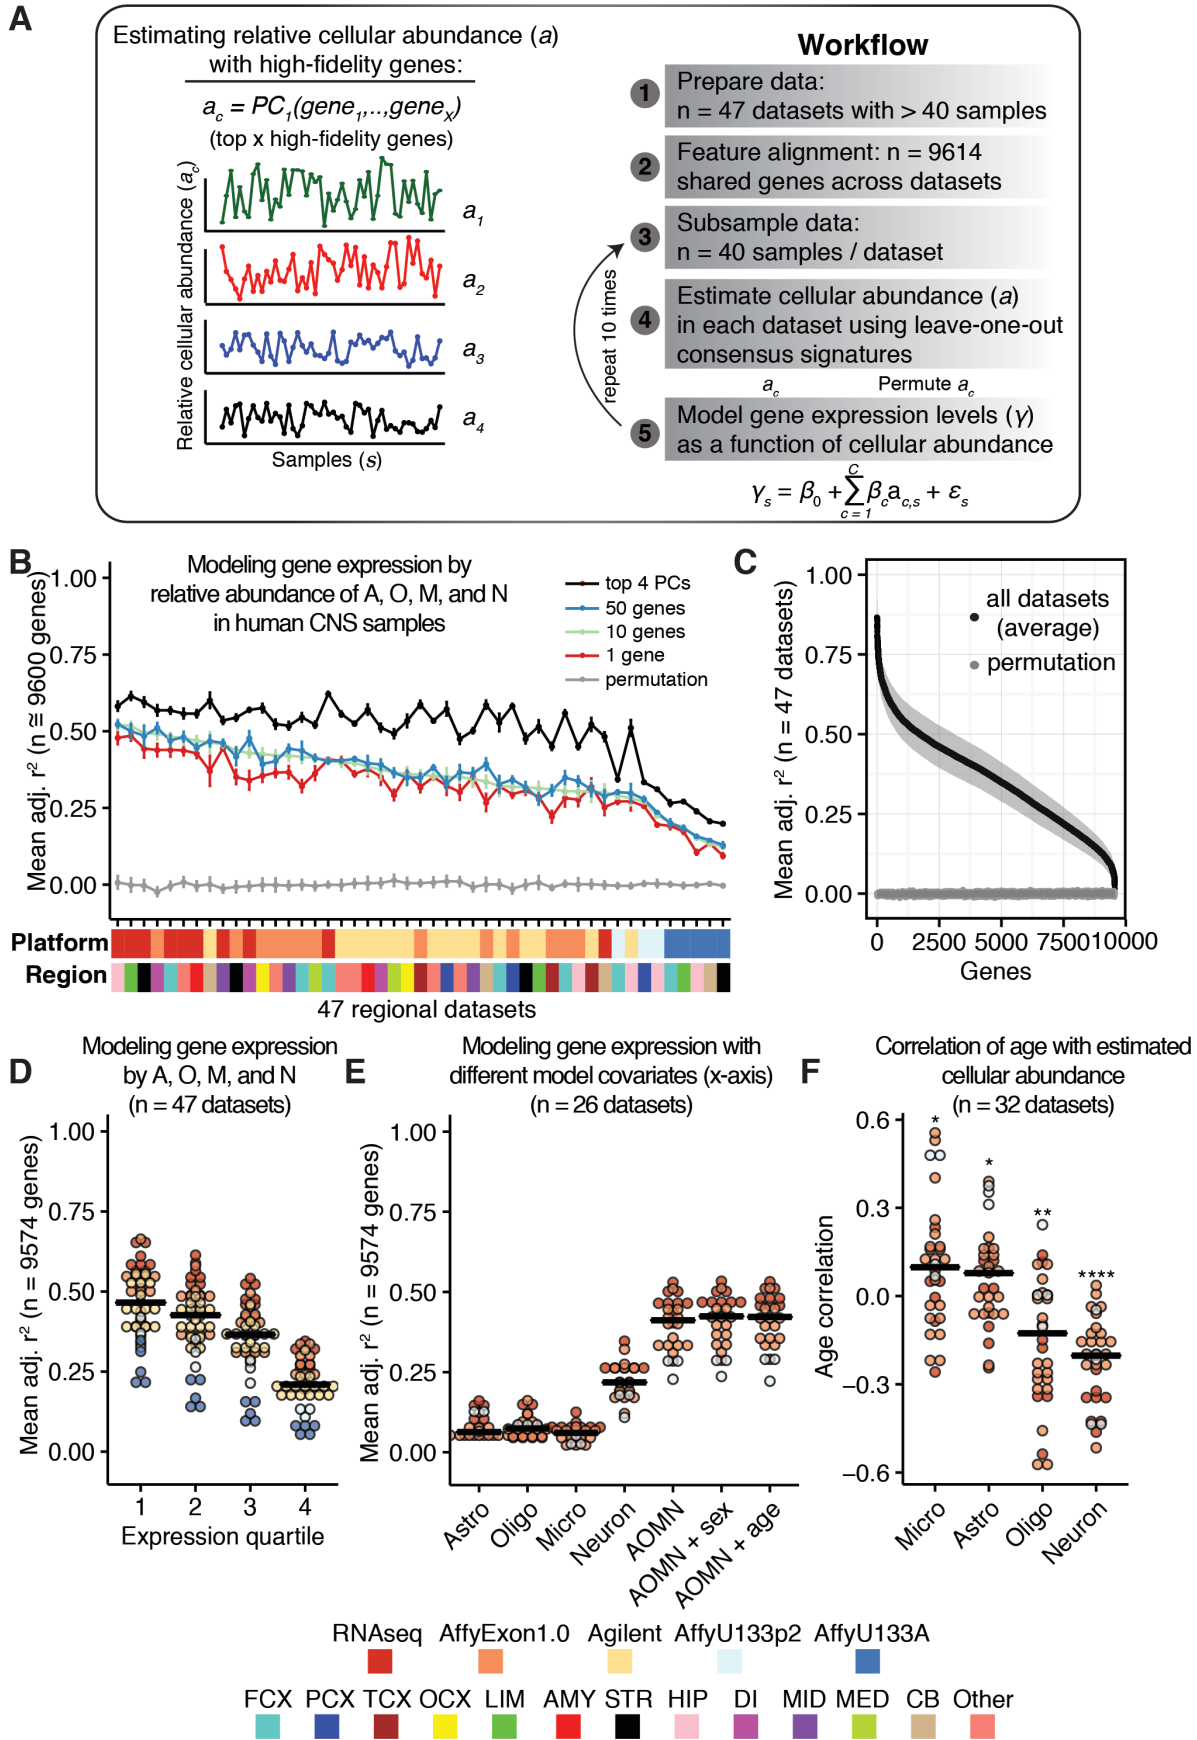 A
Estimating relative cellular abundance (a)
with high-fidelity genes:
a_c = PC_1(gene_1,..,gene_x)
(top x high-fidelity genes)
Relative cellular abundance (a_c)
a_1
a_2
a_3
a_4
Samples (s)
Workflow
1
Prepare data:
n = 47 datasets with > 40 samples
2
Feature alignment: n = 9614
shared genes across datasets
3
Subsample data:
n = 40 samples / dataset
repeat 10 times
4
Estimate cellular abundance (a)
in each dataset using leave-one-out
consensus signatures
a_c Permute a_c
5
Model gene expression levels (γ)
as a function of cellular abundance
γ_s = β_0 + ∑ β_c a_{c,s} + ε_s
C
c = 1
B
Modeling gene expression by
relative abundance of A, O, M, and N
in human CNS samples
Mean adj. r² (n ≅ 9600 genes)
1.00
0.75
0.50
0.25
0.00
top 4 PCs
50 genes
10 genes
1 gene
permutation
Platform
Region
47 regional datasets
C
Mean adj. r² (n = 47 datasets)
1.00
0.75
0.50
0.25
0.00
all datasets
(average)
permutation
0 2500 5000 7500 10000
Genes
D
Modeling gene expression
by A, O, M, and N
(n = 47 datasets)
Mean adj. r² (n = 9574 genes)
1.00
0.75
0.50
0.25
0.00
1 2 3 4
Expression quartile
E
Modeling gene expression with
different model covariates (x-axis)
(n = 26 datasets)
Mean adj. r² (n = 9574 genes)
1.00
0.75
0.50
0.25
0.00
Astro
Oligo
Micro
Neuron
AOMN
AOMN + sex
AOMN + age
F
Correlation of age with estimated
cellular abundance
(n = 32 datasets)
Age correlation
0.6
0.3
0.0
−0.3
−0.6
*
*
**
****
Micro
Astro
Oligo
Neuron
RNAseq AffyExon1.0 Agilent AffyU133p2 AffyU133A
FCX PCX TCX OCX LIM AMY STR HIP DI MID MED CB Other